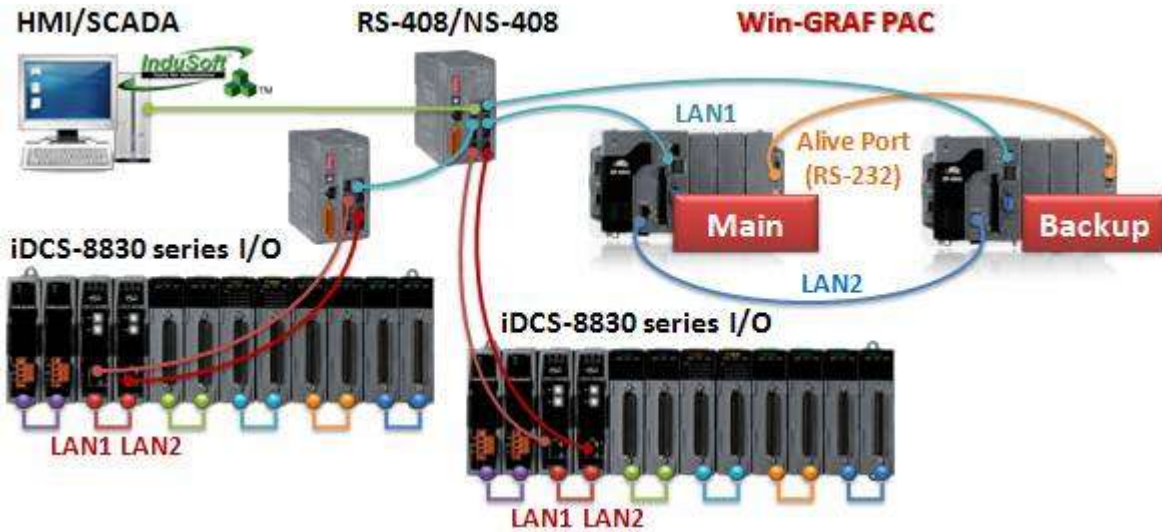 HMI/SCADA
RS-408/NS-408
Win-GRAF PAC
InduSoft
TM
LAN1
Alive Port
(RS-232)
Main
Backup
LAN2
iDCS-8830 series I/O
LAN1 LAN2
iDCS-8830 series I/O
LAN1 LAN2